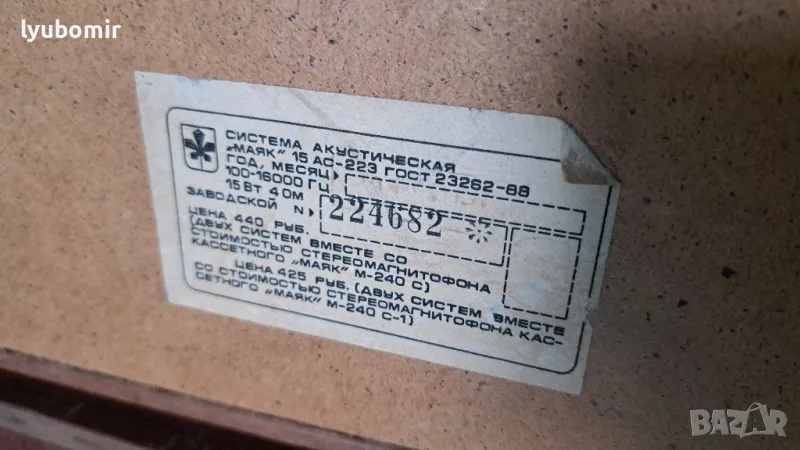 lyubomir
СИСТЕМА АКУСТИЧЕСКАЯ
„МАЯК" 15 АС-223 ГОСТ 23262-88
ГОД, МЕСЯЦ
100-16000 ГЦ
15 ВТ 4 ОМ
ЗАВОДСКОЙ N 224682
ЦЕНА 440 РУБ.
(ДВУХ СИСТЕМ ВМЕСТЕ СО
СТОИМОСТЬЮ СТЕРЕОМАГНИТОФОНА
КАССЕТНОГО „МАЯК" М-240 С)
ЦЕНА 425 РУБ. (ДВУХ СИСТЕМ ВМЕСТЕ
СО СТОИМОСТЬЮ СТЕРЕОМАГНИТОФОНА КАС-
СЕТНОГО „МАЯК" М-240 С-1)
BAZAR